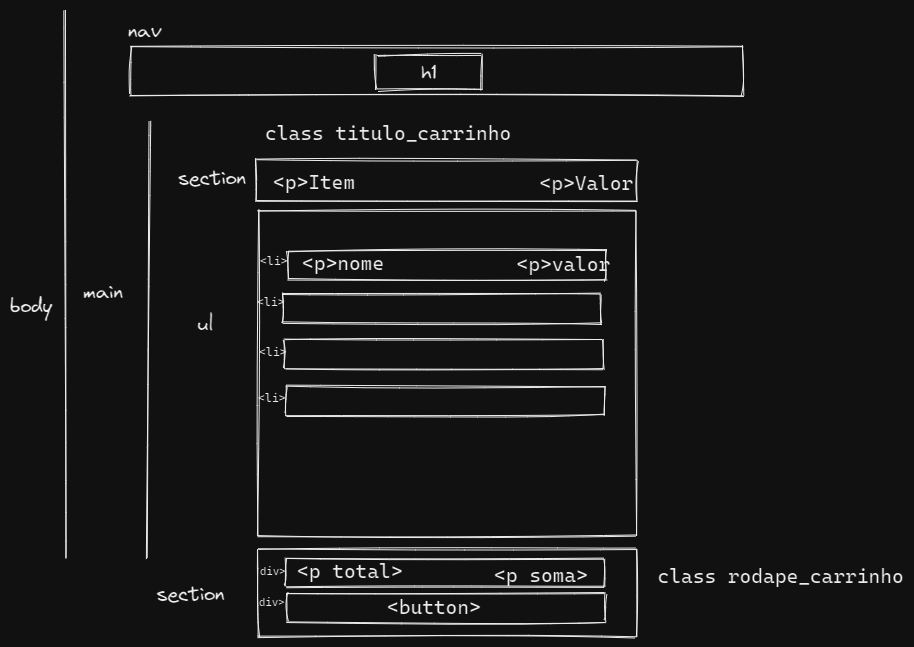 nav
h1
class titulo_carrinho
section
<p>Item
<p>Valor
<li>
<p>nome
<p>valor
<li>
body
main
ul
<li>
<li>
div>
<p total>
<p soma>
class rodape_carrinho
section
div>
<button>